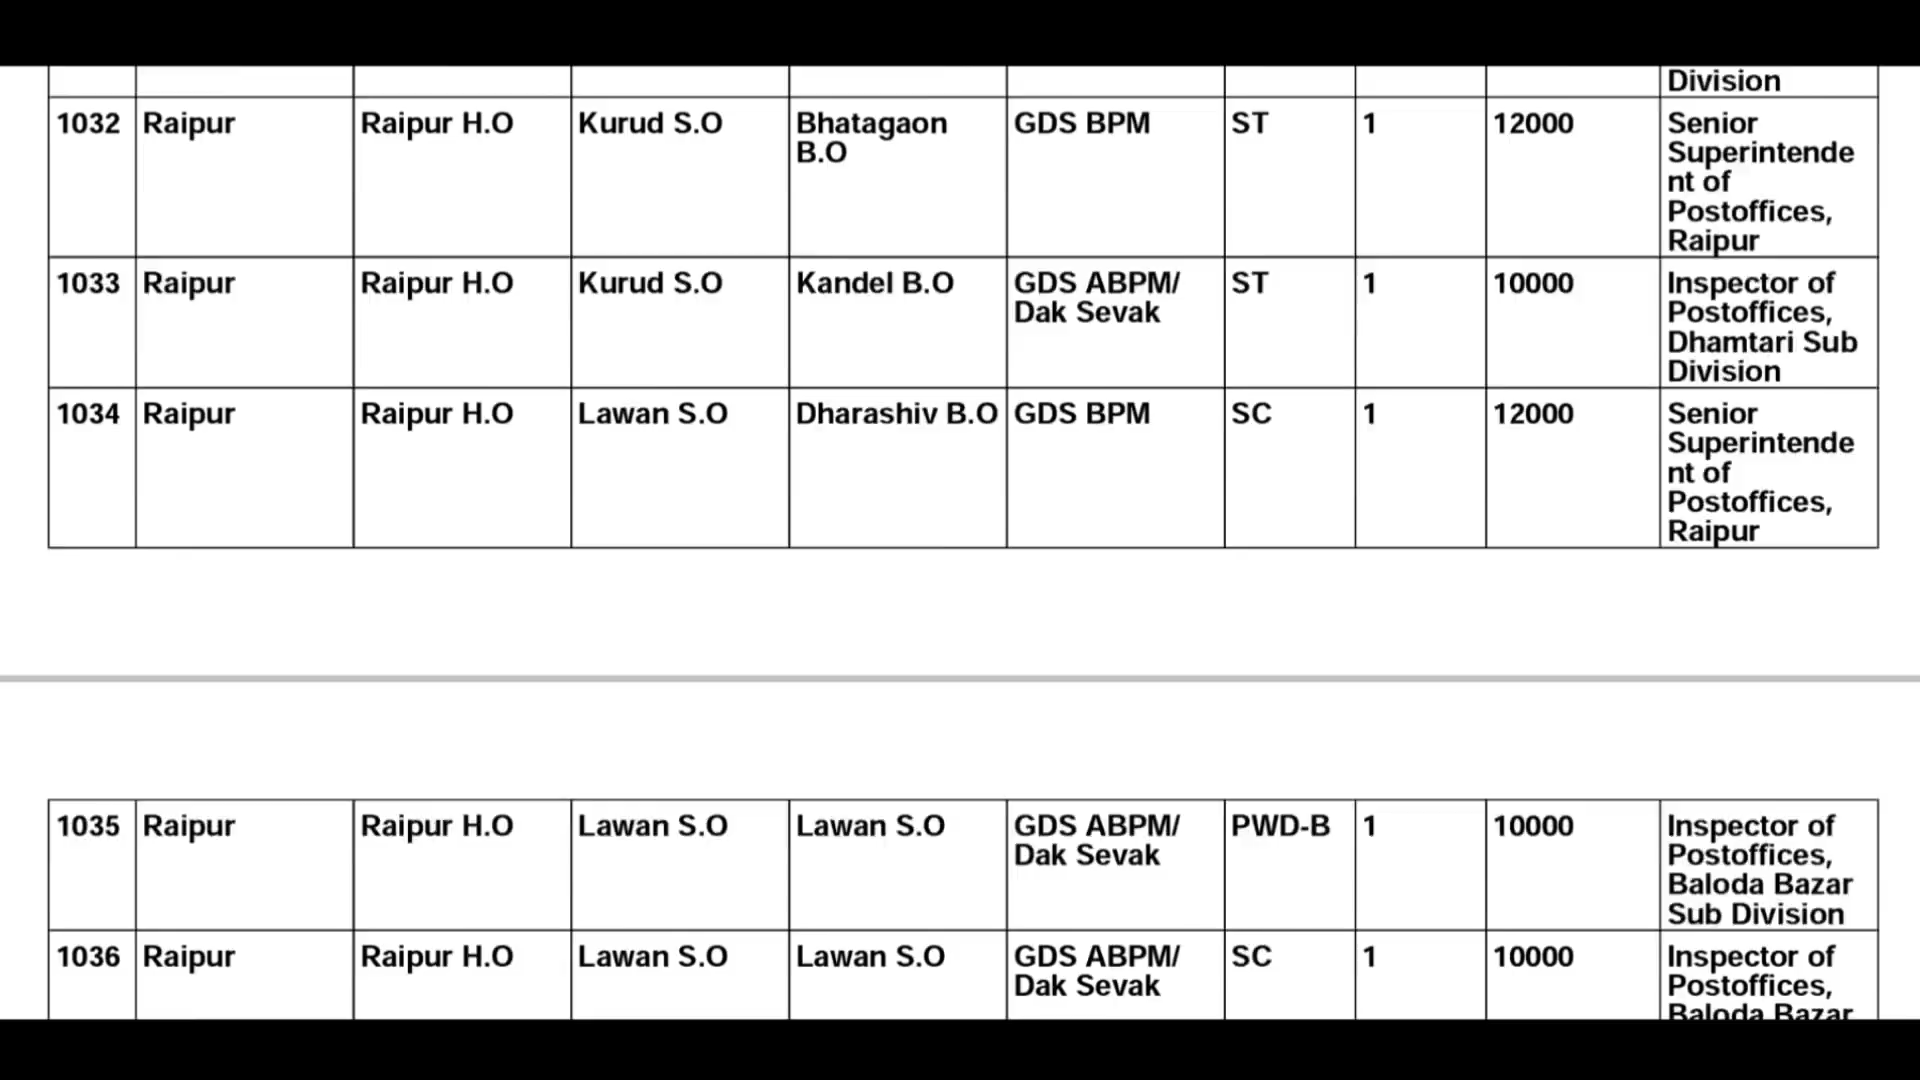 Division
1032 Raipur Raipur H.O Kurud S.O Bhatagaon GDS BPM ST 1 12000 Senior
B.O Superintende
nt of
Postoffices,
Raipur
1033 Raipur Raipur H.O Kurud S.O Kandel B.O GDS ABPM/ ST 1 10000 Inspector of
Dak Sevak Postoffices,
Dhamtari Sub
Division
1034 Raipur Raipur H.O Lawan S.O Dharashiv B.O GDS BPM SC 1 12000 Senior
Superintende
nt of
Postoffices,
Raipur
1035 Raipur Raipur H.O Lawan S.O Lawan S.O GDS ABPM/ PWD-B 1 10000 Inspector of
Dak Sevak Postoffices,
Baloda Bazar
Sub Division
1036 Raipur Raipur H.O Lawan S.O Lawan S.O GDS ABPM/ SC 1 10000 Inspector of
Dak Sevak Postoffices,
Baloda Bazar